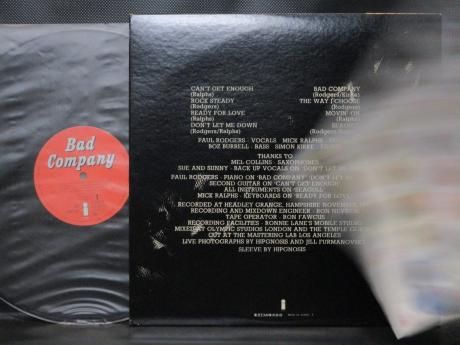 Bad
Company
CAN'T GET ENOUGH
(Ralphs)
ROCK STEADY
(Rodgers)
READY FOR LOVE
(Ralphs)
DON'T LET ME DOWN
(Rodgers/Ralphs)
BAD COMPANY
(Rodgers/Kirke)
THE WAY I CHOOSE
(Rodgers)
MOVIN' ON
(Ralphs)
PAUL RODGERS - VOCALS MICK RALPHS
BOZ BURRELL - BASS SIMON KIRKE
THANKS TO
MEL COLLINS - SAXOPHONES
SUE AND SUNNY - BACK UP VOCALS ON 'DON'T LET ME
PAUL RODGERS - PIANO ON 'BAD COMPANY' 'DON'T LET
SECOND GUITAR ON 'CAN'T GET ENOUGH'
ALL INSTRUMENTS ON 'SEAGULL'
MICK RALPHS - KEYBOARDS ON 'READY FOR LOVE'
RECORDED AT HEADLEY GRANGE, HAMPSHIRE NOVEMBER
RECORDING AND MIXDOWN ENGINEER - RON NEVISON
TAPE OPERATOR - RON FAWCUS
RECORDING FACILITIES - RONNIE LANE'S MOBILE STUDIO
MIXED AT OLYMPIC STUDIOS LONDON AND THE TEMPLE
CUT AT THE MASTERING LAB LOS ANGELES
LIVE PHOTOGRAPHS BY HIPGNOSIS AND JILL FURMANOVSKY
SLEEVE BY HIPGNOSIS